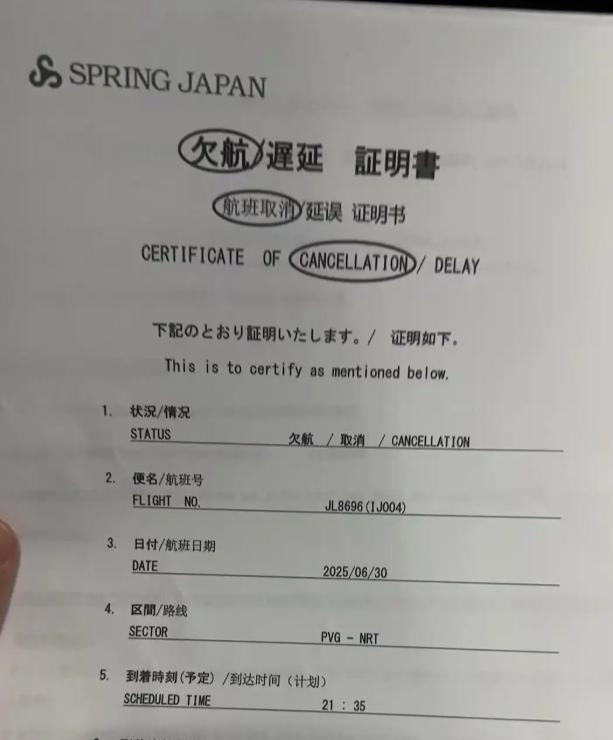 SPRING JAPAN
欠航/遅延 証明書
航班取消/延误 证明书
CERTIFICATE OF CANCELLATION/ DELAY
下記のとおり証明いたします。/ 证明如下。
This is to certify as mentioned below.
1. 状況/情况
STATUS 欠航 / 取消 / CANCELLATION
2. 便名/航班号
FLIGHT NO. JL8696(IJ004)
3. 日付/航班日期
DATE 2025/06/30
4. 区間/路线
SECTOR PVG - NRT
5. 到着時刻(予定) /到达时间（计划）
SCHEDULED TIME 21 : 35